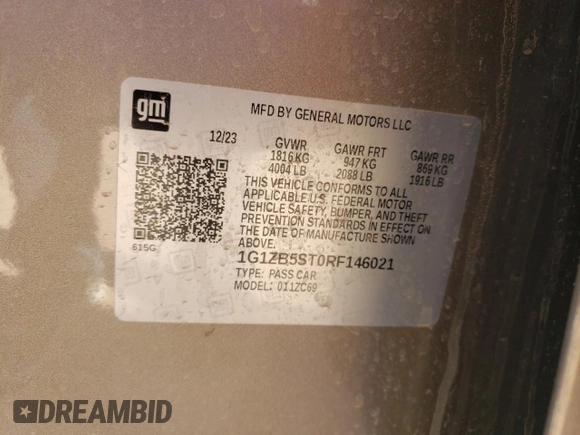 gm
MFD BY GENERAL MOTORS LLC
12/23 GVWR GAWR FRT GAWR RR
1816 KG 947 KG 869 KG
4004 LB 2088 LB 1916 LB
THIS VEHICLE CONFORMS TO ALL
APPLICABLE U.S. FEDERAL MOTOR
VEHICLE SAFETY, BUMPER, AND THEFT
PREVENTION STANDARDS IN EFFECT ON
THE DATE OF MANUFACTURE SHOWN
ABOVE.
615G
1G1ZB5ST0RF146021
TYPE: PASS CAR
MODEL: 011ZC69
DREAMBID